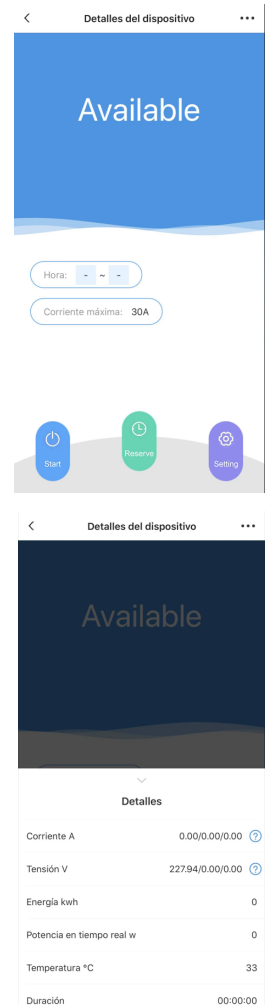 Detalles del dispositivo
Available
Hora: - ~ -
Corriente máxima: 30A
Reserve
Start
Setting
Detalles del dispositivo
Available
Detalles
Corriente A 0.00/0.00/0.00 ?
Tensión V 227.94/0.00/0.00 ?
Energía kwh 0
Potencia en tiempo real w 0
Temperatura °C 33
Duración 00:00:00